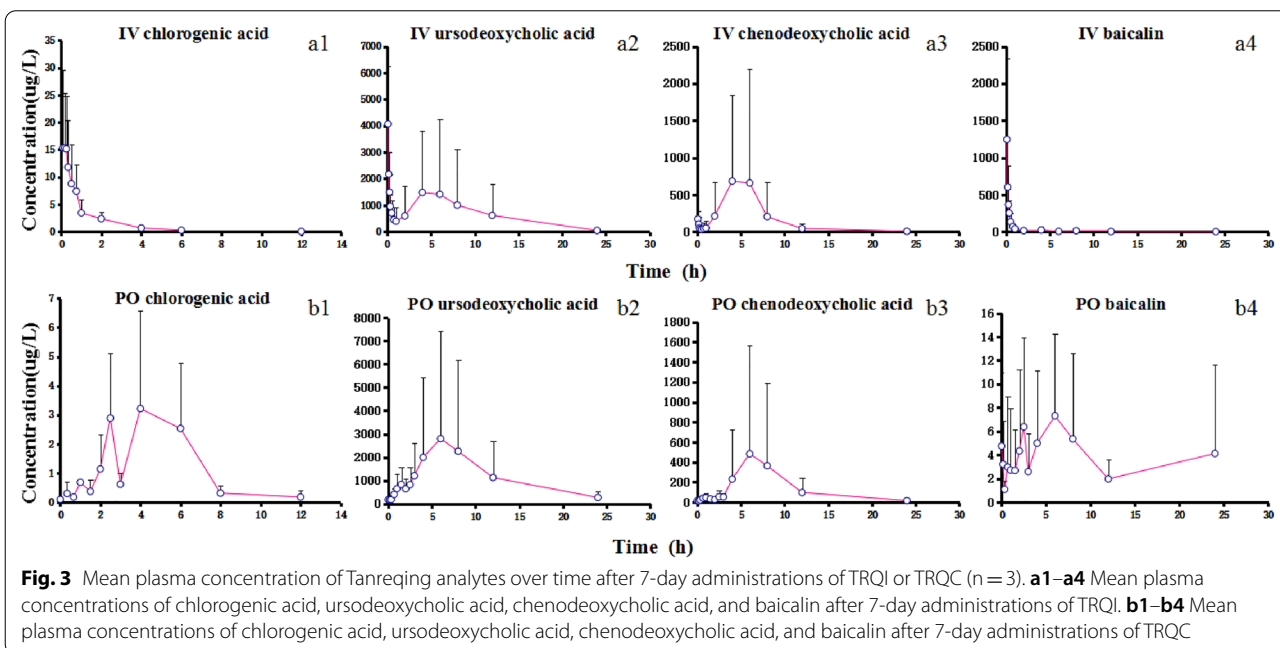 IV chlorogenic acid a1
IV ursodeoxycholic acid a2
IV chenodeoxycholic acid a3
IV baicalin a4
Concentration(ug/L)
35
30
25
20
15
10
5
0
0 2 4 6 8 10 12 14
7000
6000
5000
4000
3000
2000
1000
0
0 5 10 15 20 25 30
2500
2000
1500
1000
500
0
0 5 10 15 20 25 30
2500
2000
1500
1000
500
0
0 5 10 15 20 25 30
Time (h)
PO chlorogenic acid b1
PO ursodeoxycholic acid b2
PO chenodeoxycholic acid b3
PO baicalin b4
Concentration(ug/L)
7
6
5
4
3
2
1
0
0 2 4 6 8 10 12 14
8000
7000
6000
5000
4000
3000
2000
1000
0
0 5 10 15 20 25 30
1800
1600
1400
1200
1000
800
600
400
200
0
0 5 10 15 20 25 30
16
14
12
10
8
6
4
2
0
0 5 10 15 20 25 30
Time (h)
Fig. 3 Mean plasma concentration of Tanreqing analytes over time after 7-day administrations of TRQI or TRQC (n = 3). a1–a4 Mean plasma
concentrations of chlorogenic acid, ursodeoxycholic acid, chenodeoxycholic acid, and baicalin after 7-day administrations of TRQI. b1–b4 Mean
plasma concentrations of chlorogenic acid, ursodeoxycholic acid, chenodeoxycholic acid, and baicalin after 7-day administrations of TRQC